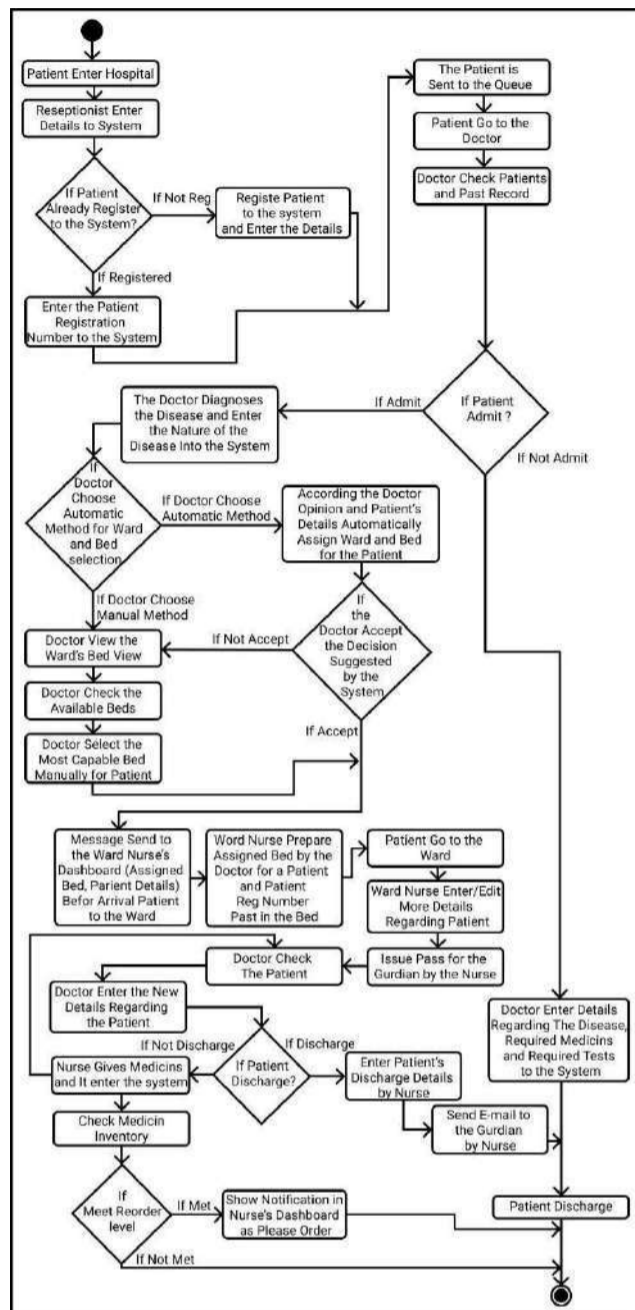 Patient Enter Hospital
Reseptionist Enter
Details to System
If Patient
Already Register
to the System?
If Not Reg
Registe Patient
to the system
and Enter the Details
If Registered
Enter the Patient
Registration
Number to the System
The Patient is
Sent to the Queue
Patient Go to the
Doctor
Doctor Check Patients
and Past Record
If Patient
Admit ?
If Admit
If Not Admit
The Doctor Diagnoses
the Disease and Enter
the Nature of the
Disease Into the System
If
Doctor
Choose
Automatic
Method for Ward
and Bed
selection
If Doctor Choose
Automatic Method
According the Doctor
Opinion and Patient's
Details Automatically
Assign Ward and Bed
for the Patient
If Doctor Choose
Manual Method
If
the
Doctor Accept
the Decision
Suggested
by the
System
If Not Accept
Doctor View the
Ward's Bed View
Doctor Check the
Available Beds
Doctor Select the
Most Capable Bed
Manually for Patient
If Accept
Message Send to
the Ward Nurse's
Dashboard (Assigned
Bed, Parient Details)
Befor Arrival Patient
to the Ward
Word Nurse Prepare
Assigned Bed by the
Doctor for a Patient
and Patient
Reg Number
Past in the Bed
Patient Go to the
Ward
Ward Nurse Enter/Edit
More Details
Regarding Patient
Issue Pass for the
Gurdian by the Nurse
Doctor Check
The Patient
Doctor Enter the New
Details Regarding
the Patient
If Patient
Discharge?
If Not Discharge
If Discharge
Nurse Gives Medicins
and It enter the system
Enter Patient's
Discharge Details
by Nurse
Send E-mail to
the Gurdian
by Nurse
Doctor Enter Details
Regarding The Disease,
Required Medicins
and Required Tests
to the System
Check Medicin
Inventory
If
Meet Reorder
level
If Met
Show Notification in
Nurse's Dashboard
as Please Order
If Not Met
Patient Discharge